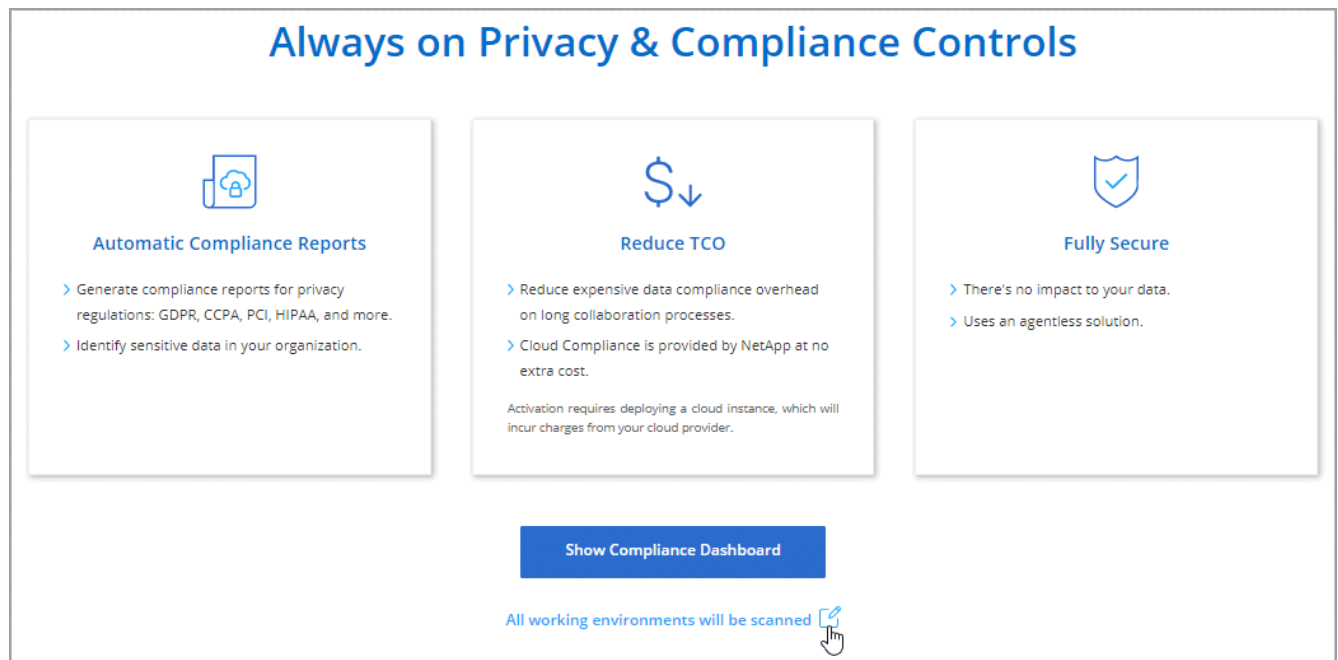 Always on Privacy & Compliance Controls
Automatic Compliance Reports
Generate compliance reports for privacy
regulations: GDPR, CCPA, PCI, HIPAA, and more.
Identify sensitive data in your organization.
Reduce TCO
Reduce expensive data compliance overhead
on long collaboration processes.
Cloud Compliance is provided by NetApp at no
extra cost.
Activation requires deploying a cloud instance, which will
incur charges from your cloud provider.
Fully Secure
There's no impact to your data.
Uses an agentless solution.
Show Compliance Dashboard
All working environments will be scanned